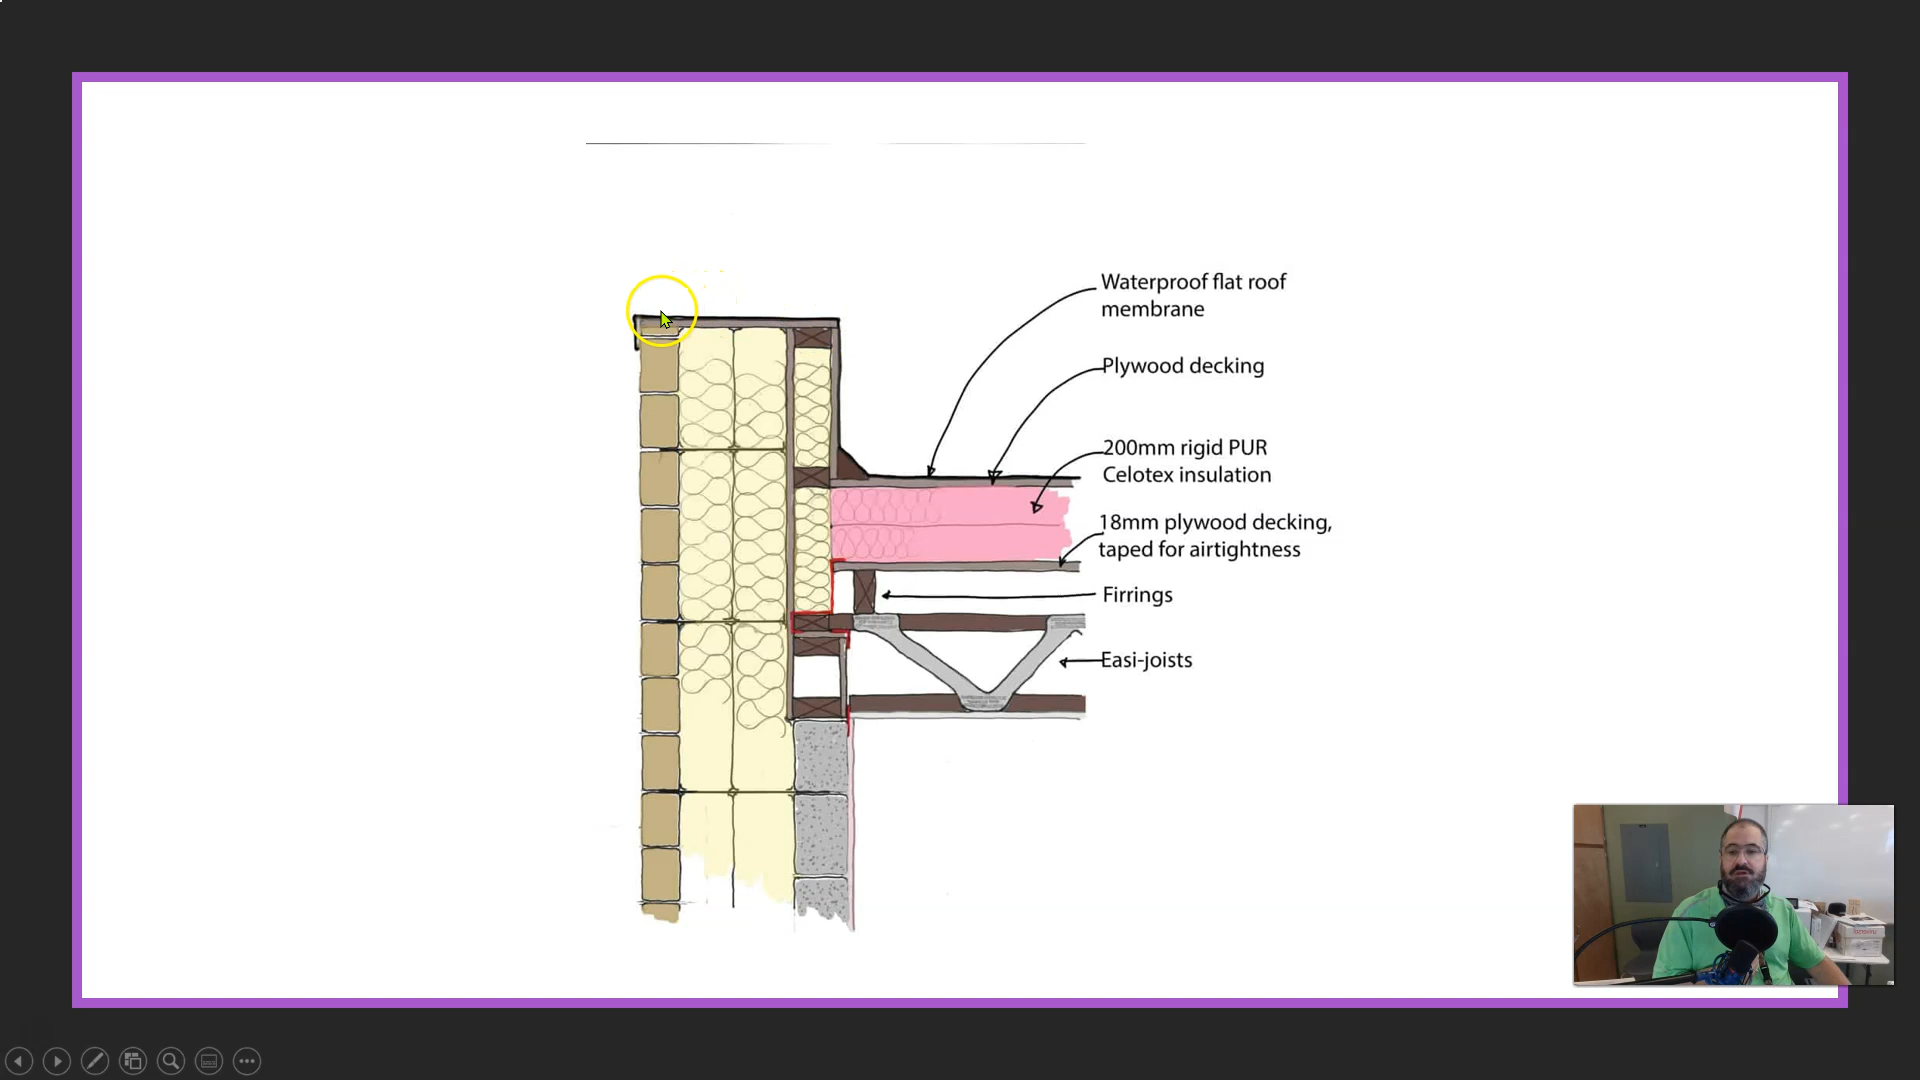 Waterproof flat roof
membrane
Plywood decking
200mm rigid PUR
Celotex insulation
18mm plywood decking,
taped for airtightness
Firrings
Easi-joists